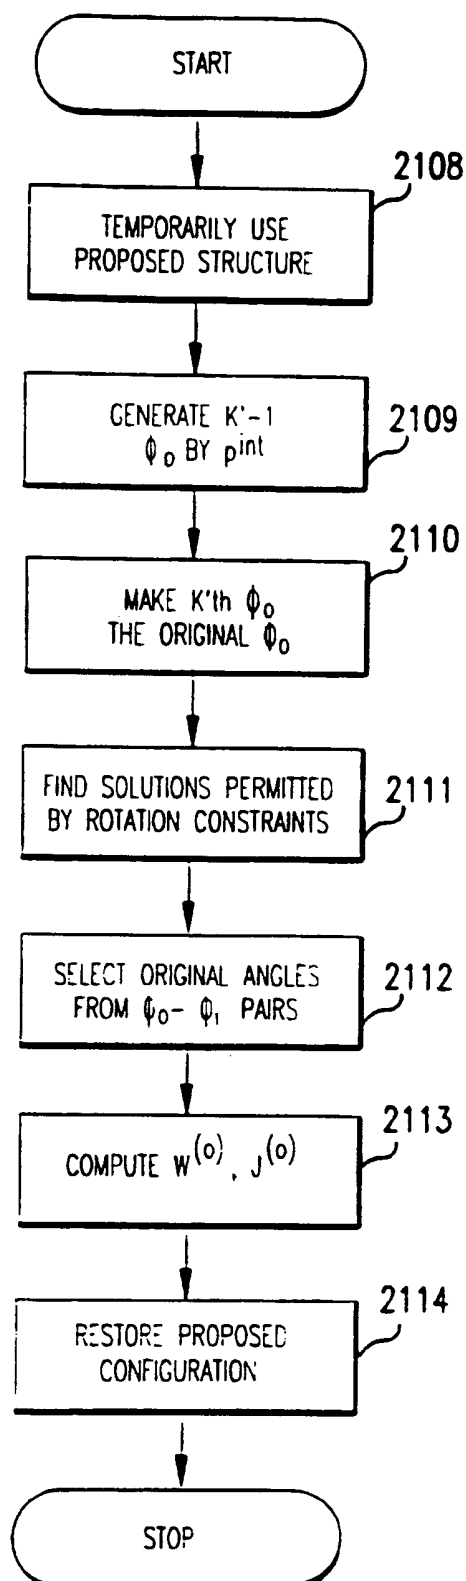 START
2108
TEMPORARILY USE
PROPOSED STRUCTURE
GENERATE K'-1
ϕ₀ BY pⁱⁿᵗ
2109
2110
MAKE K'th ϕ₀
THE ORIGINAL ϕ₀
FIND SOLUTIONS PERMITTED
BY ROTATION CONSTRAINTS
2111
SELECT ORIGINAL ANGLES
FROM ϕ₀- ϕ₁ PAIRS
2112
2113
COMPUTE W⁽⁰⁾, J⁽⁰⁾
2114
RESTORE PROPOSED
CONFIGURATION
STOP